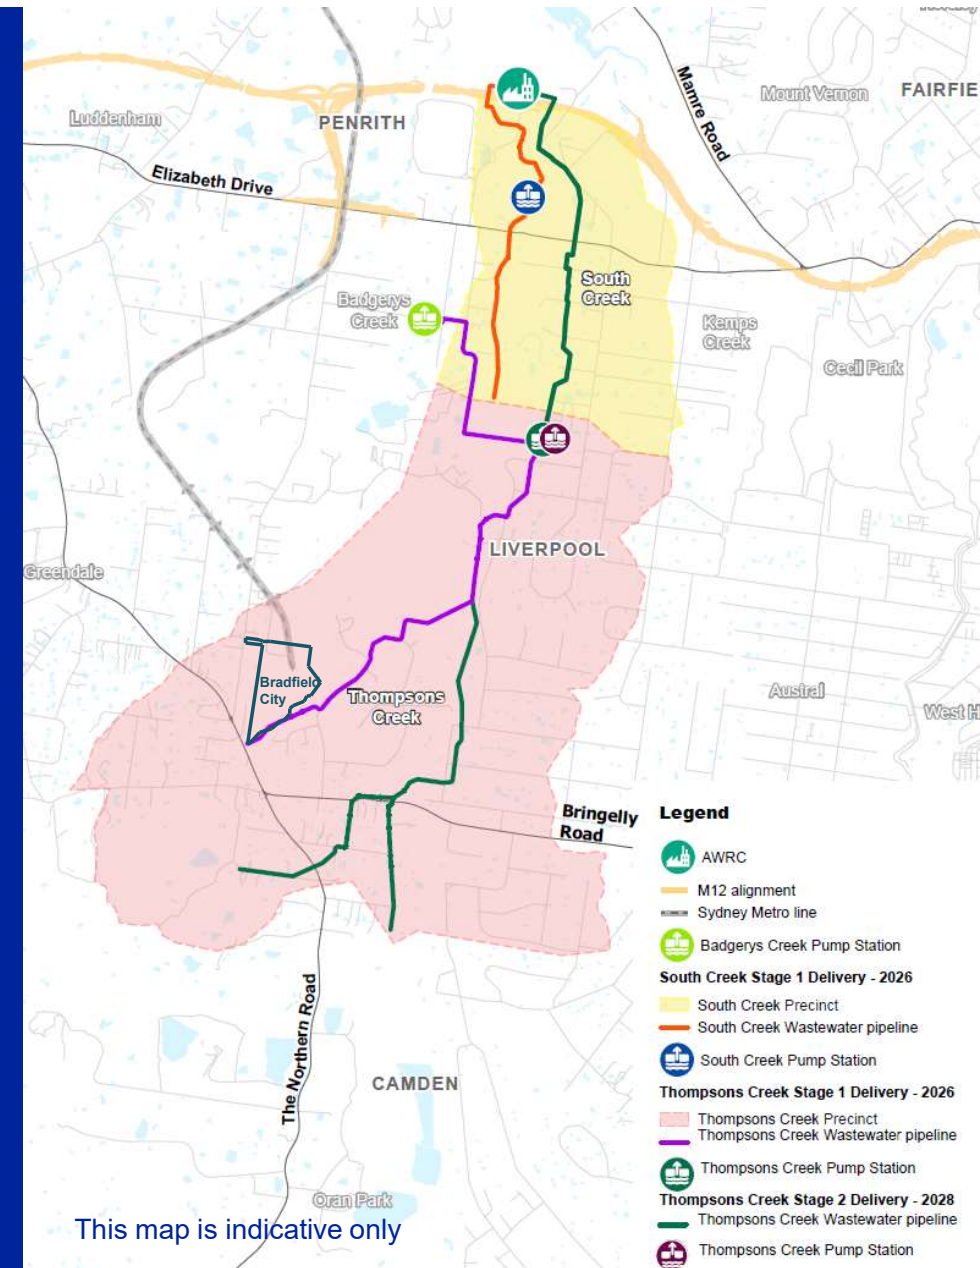 Mamre Road
Mount Vernon
FAIRFIE
Luddenham
PENRITH
Elizabeth Drive
South
Creek
Badgerys
Creek
Kemps
Creek
Cecil Park
LIVERPOOL
Greendale
Bradfield
City
Thompsons
Creek
Austral
West H
Bringelly
Road
The Northern Road
CAMDEN
Oran Park
This map is indicative only
Legend
AWRC
M12 alignment
Sydney Metro line
Badgerys Creek Pump Station
South Creek Stage 1 Delivery - 2026
South Creek Precinct
South Creek Wastewater pipeline
South Creek Pump Station
Thompsons Creek Stage 1 Delivery - 2026
Thompsons Creek Precinct
Thompsons Creek Wastewater pipeline
Thompsons Creek Pump Station
Thompsons Creek Stage 2 Delivery - 2028
Thompsons Creek Wastewater pipeline
Thompsons Creek Pump Station